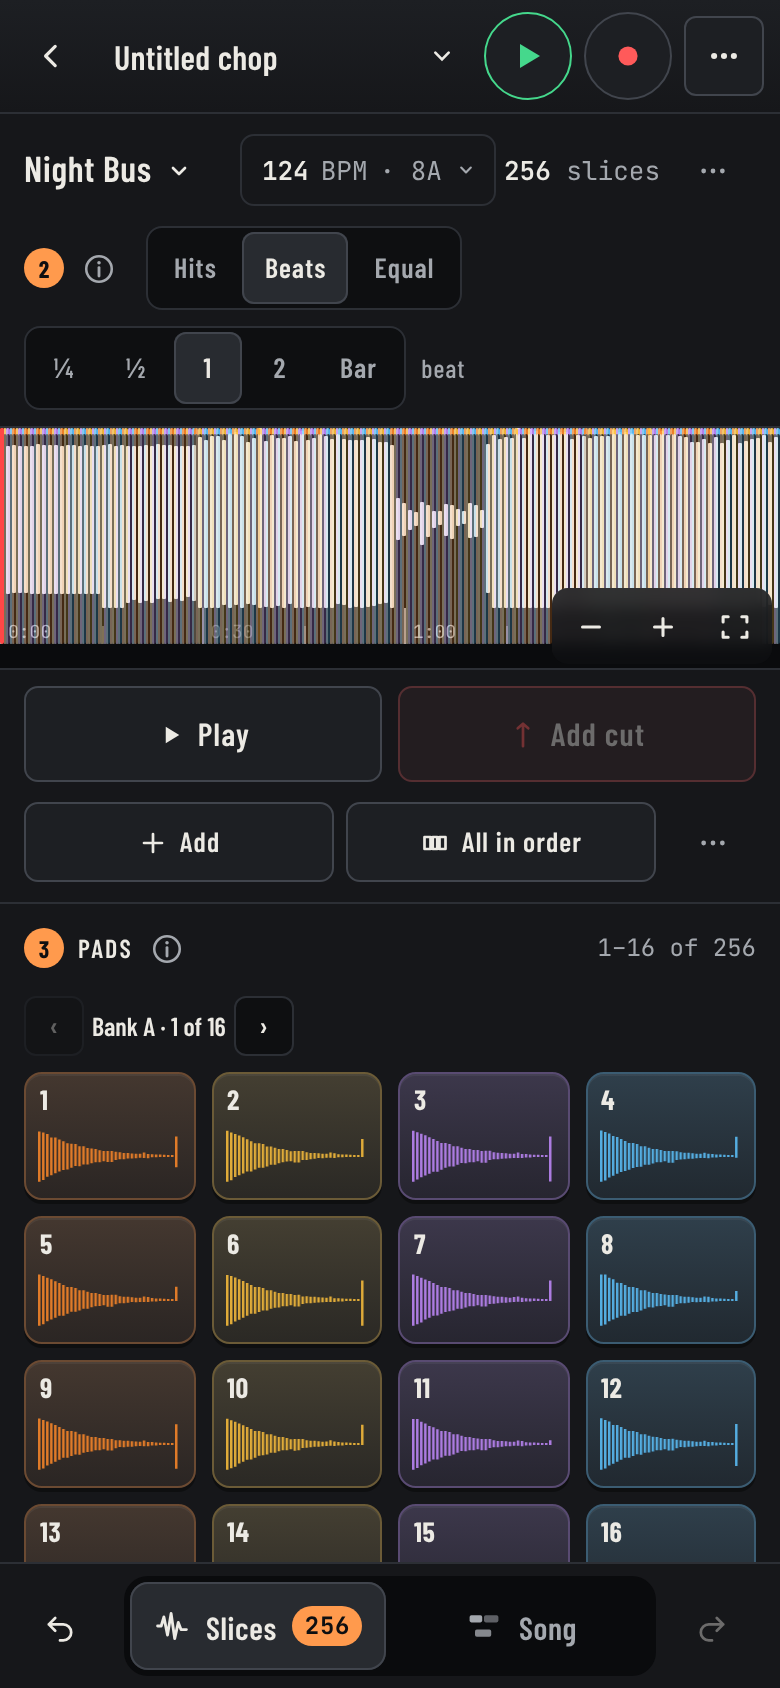 Untitled chop
Night Bus 124 BPM · 8A 256 slices
2 Hits Beats Equal
¼ ½ 1 2 Bar beat
0:00 0:30 1:00
Play Add cut
Add All in order
3 PADS 1–16 of 256
Bank A · 1 of 16
1 2 3 4
5 6 7 8
9 10 11 12
13 14 15 16
Slices 256 Song